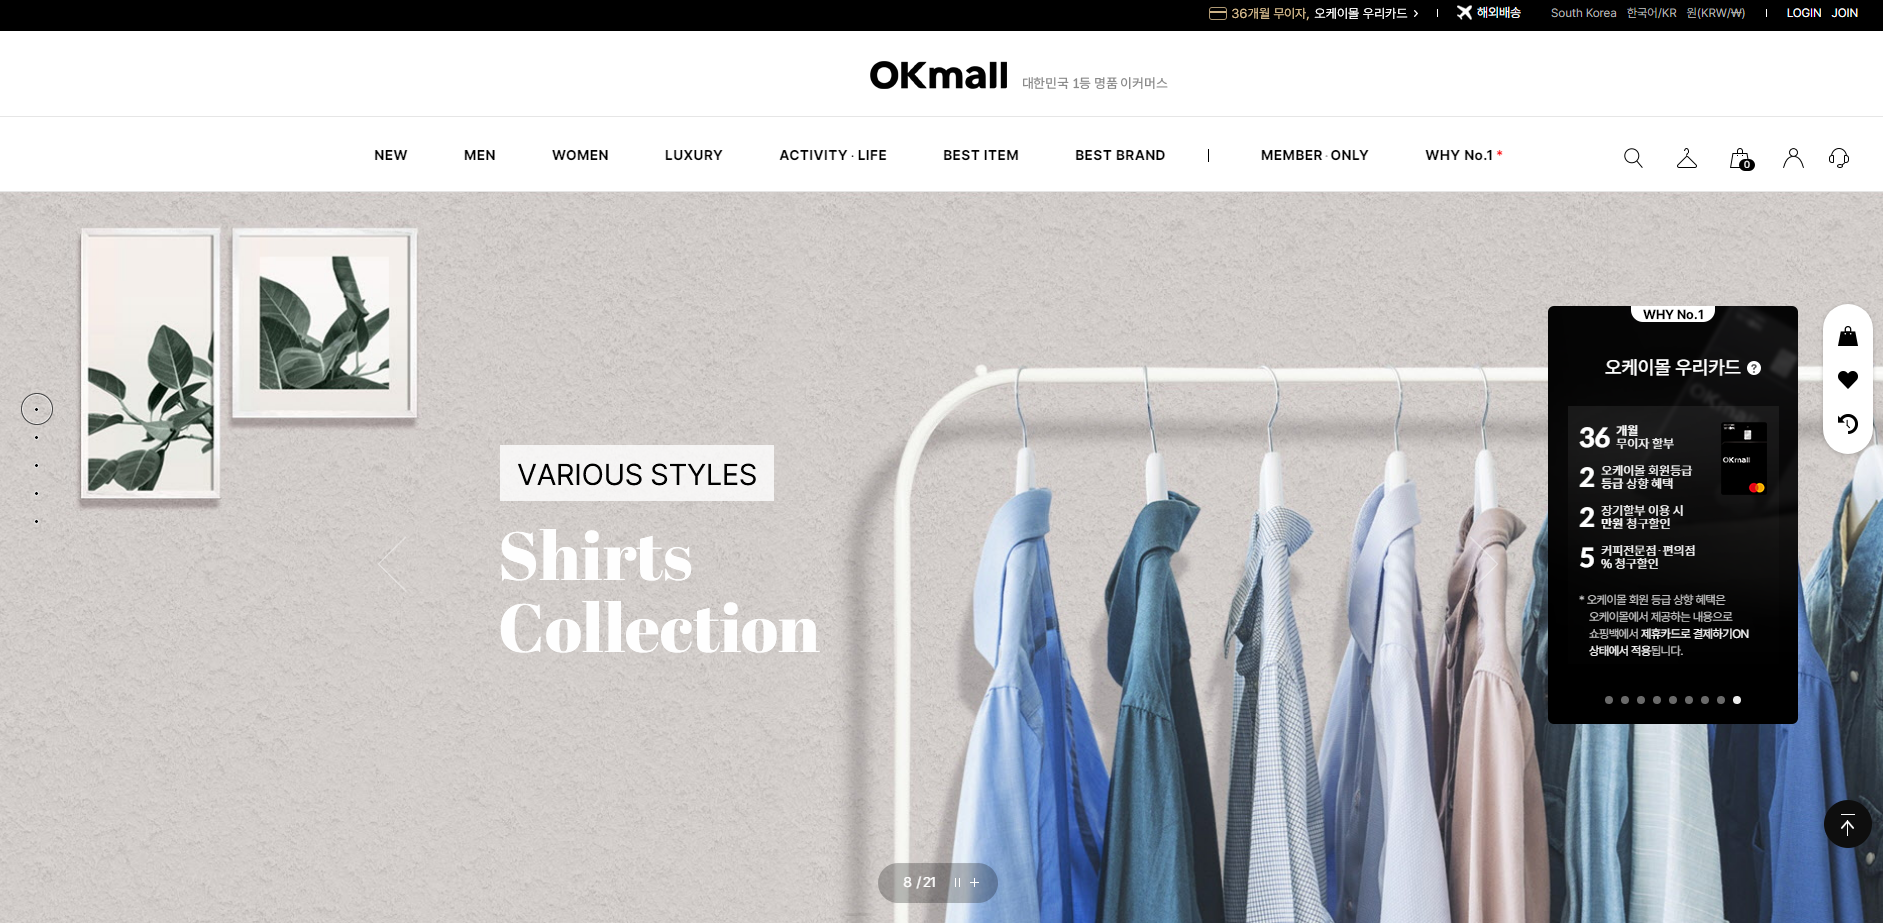 36개월 무이자, 오케이몰 우리카드
해외배송
South Korea 한국어/KR 원(KRW/₩)
LOGIN JOIN
OKmall 대한민국 1등 명품 이커머스
NEW MEN WOMEN LUXURY ACTIVITY · LIFE BEST ITEM BEST BRAND | MEMBER · ONLY WHY No.1 *
0
VARIOUS STYLES
Shirts
Collection
8 / 21
WHY No.1
오케이몰 우리카드 ?
36 개월
무이자 할부
OKmall
2 오케이몰 회원등급
등급 상향 혜택
2 장기할부 이용 시
만원 청구할인
5 커피전문점 · 편의점
% 청구할인
* 오케이몰 회원 등급 상향 혜택은
오케이몰에서 제공하는 내용으로
쇼핑백에서 제휴카드로 결제하기ON
상태에서 적용됩니다.